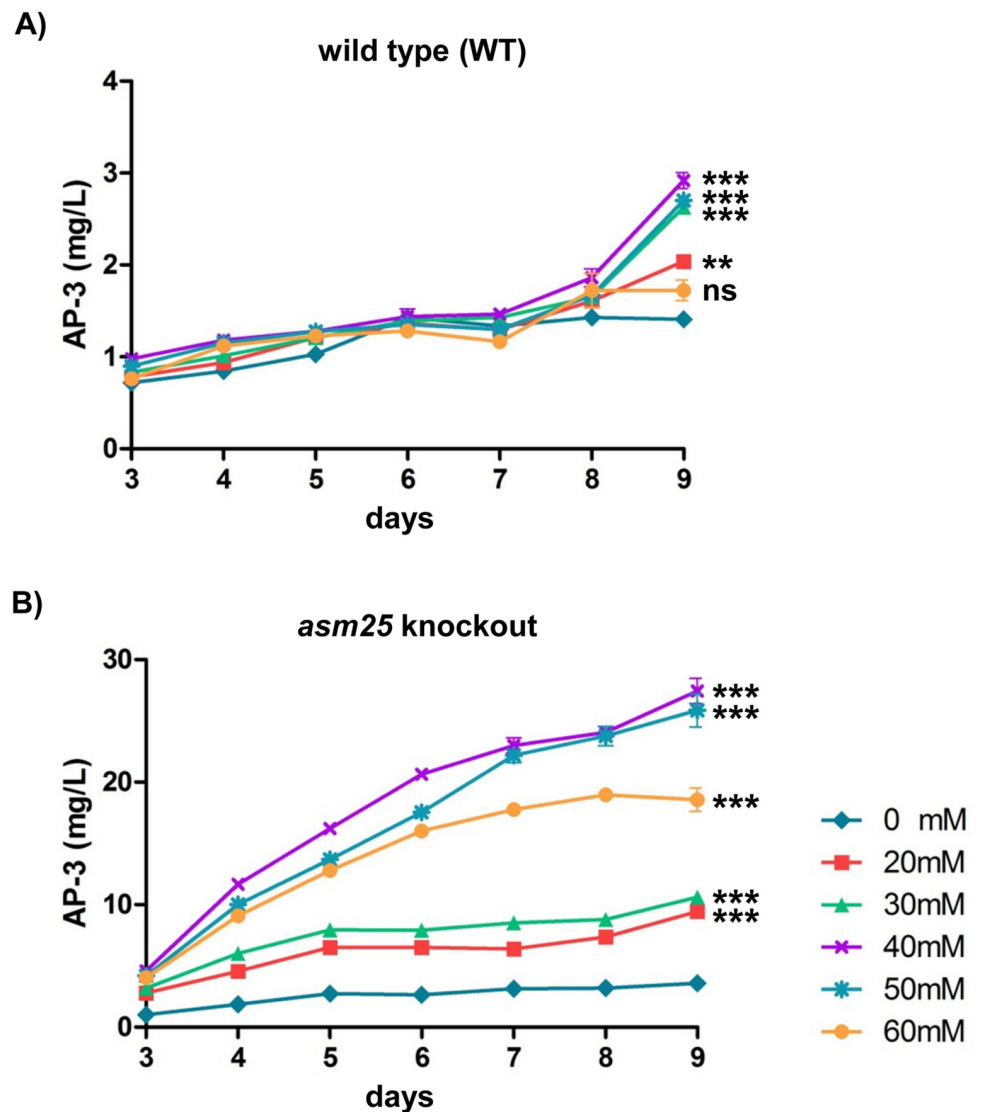 A)
wild type (WT)
4
3
2
1
0
AP-3 (mg/L)
***
***
***
**
ns
3 4 5 6 7 8 9
days
B)
asm25 knockout
30
20
10
0
AP-3 (mg/L)
***
***
***
***
***
3 4 5 6 7 8 9
days
0 mM
20mM
30mM
40mM
50mM
60mM